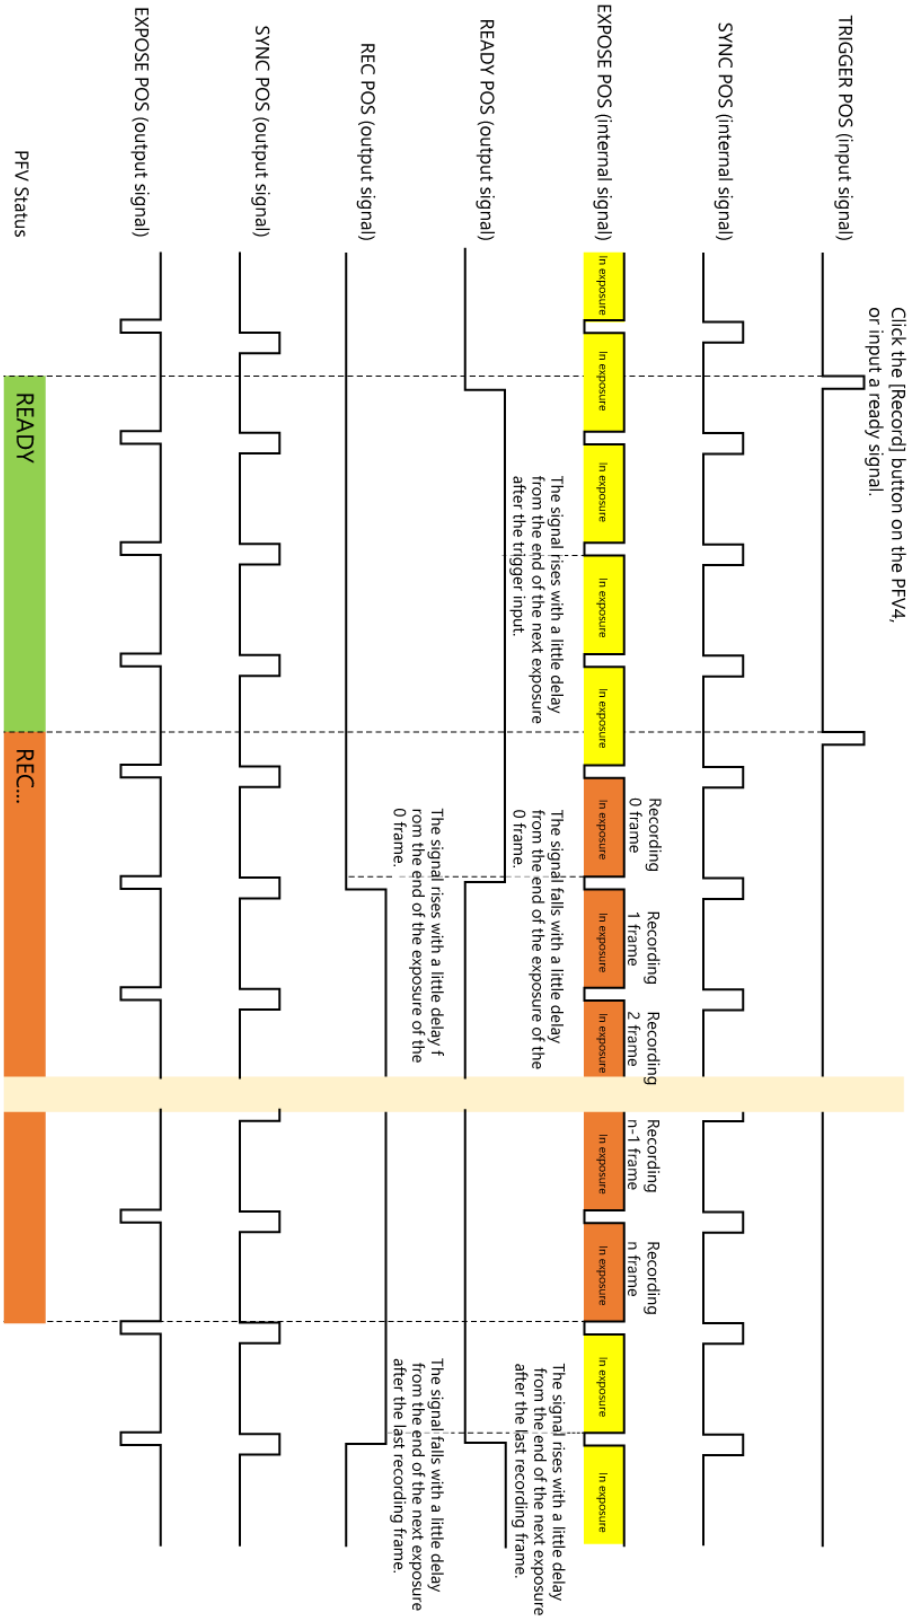 Click the [Record] button on the PFV4,
or input a ready signal.
TRIGGER POS (input signal)
SYNC POS (internal signal)
Recording
0 frame
Recording
1 frame
Recording
2 frame
Recording
n-1 frame
Recording
n frame
EXPOSE POS (internal signal)
In exposure
In exposure
In exposure
In exposure
In exposure
In exposure
In exposure
In exposure
In exposure
In exposure
In exposure
In exposure
The signal rises with a little delay
from the end of the next exposure
after the trigger input.
The signal falls with a little delay
from the end of the exposure of the
0 frame.
The signal rises with a little delay
from the end of the next exposure
after the last recording frame.
READY POS (output signal)
The signal rises with a little delay f
rom the end of the exposure of the
0 frame.
The signal falls with a little delay
from the end of the next exposure
after the last recording frame.
REC POS (output signal)
SYNC POS (output signal)
EXPOSE POS (output signal)
PFV Status
READY
REC...